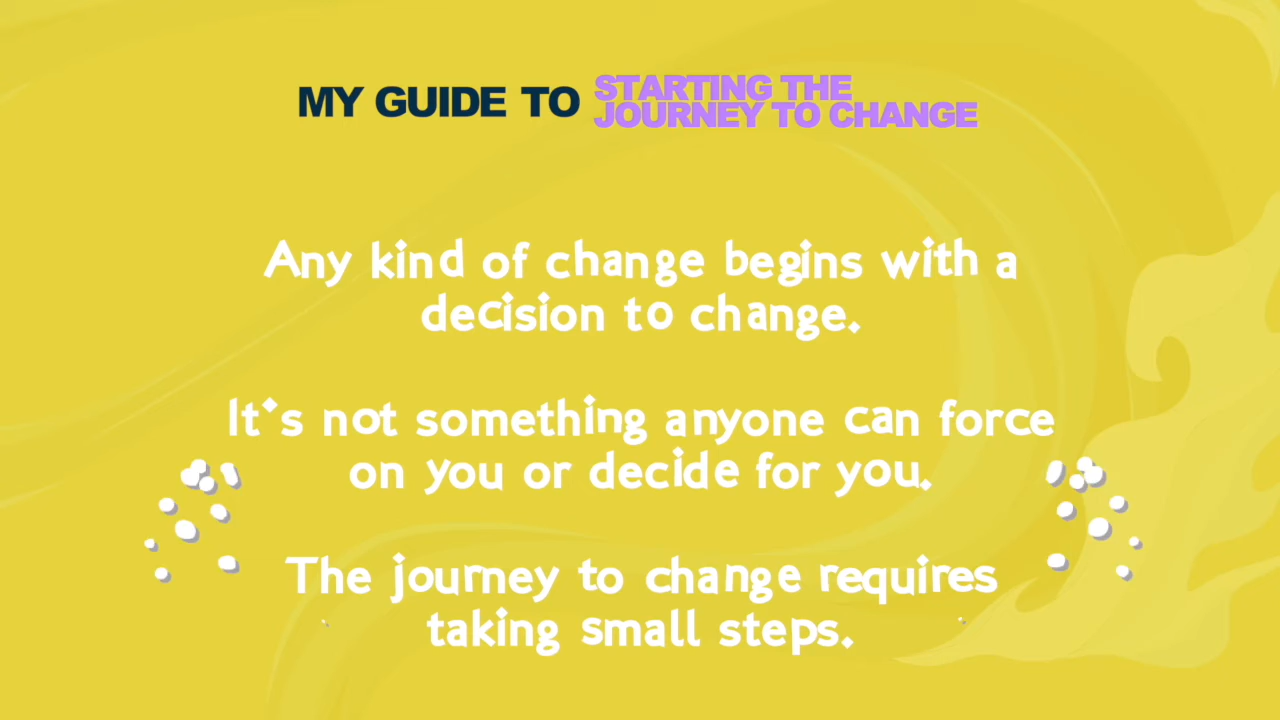 MY GUIDE TO STARTING THE
JOURNEY TO CHANGE
Any kind of change begins with a
decision to change.
It's not something anyone can force
on you or decide for you.
The journey to change requires
taking small steps.